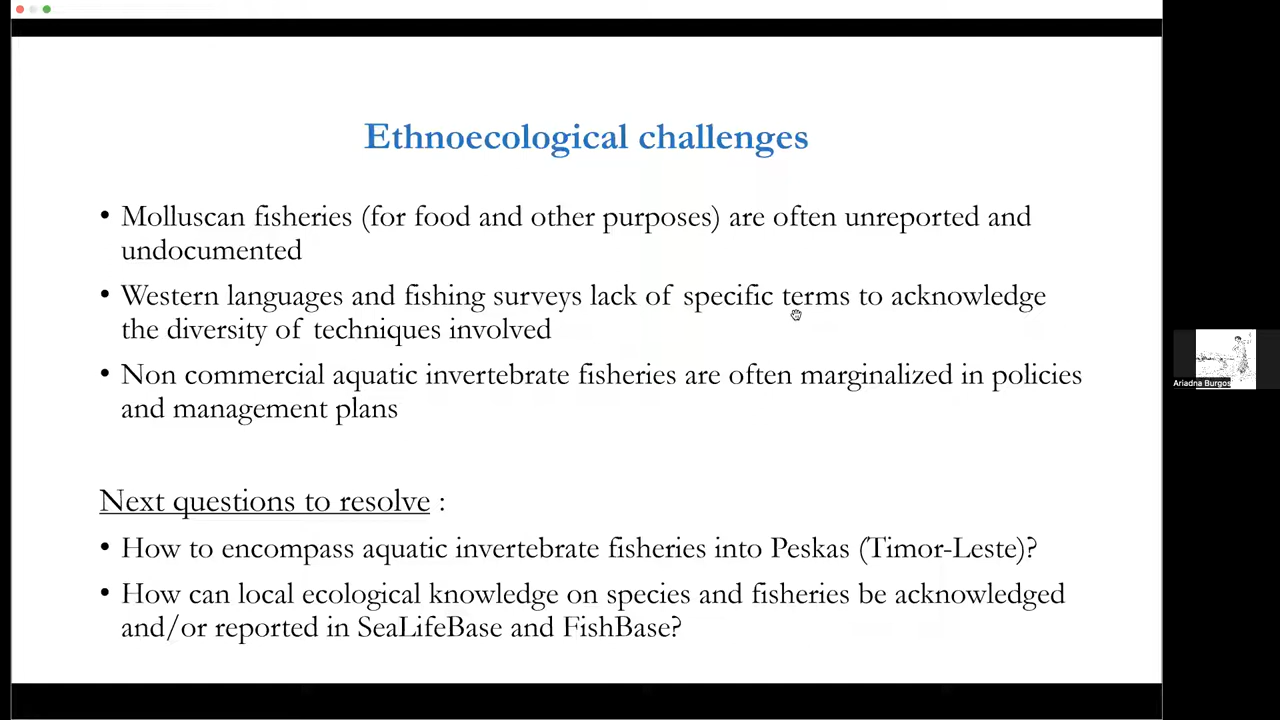 Ethnoecological challenges
• Molluscan fisheries (for food and other purposes) are often unreported and
undocumented
• Western languages and fishing surveys lack of specific terms to acknowledge
the diversity of techniques involved
• Non commercial aquatic invertebrate fisheries are often marginalized in policies
and management plans
Next questions to resolve :
• How to encompass aquatic invertebrate fisheries into Peskas (Timor-Leste)?
• How can local ecological knowledge on species and fisheries be acknowledged
and/or reported in SeaLifeBase and FishBase?
Ariadna Burgos